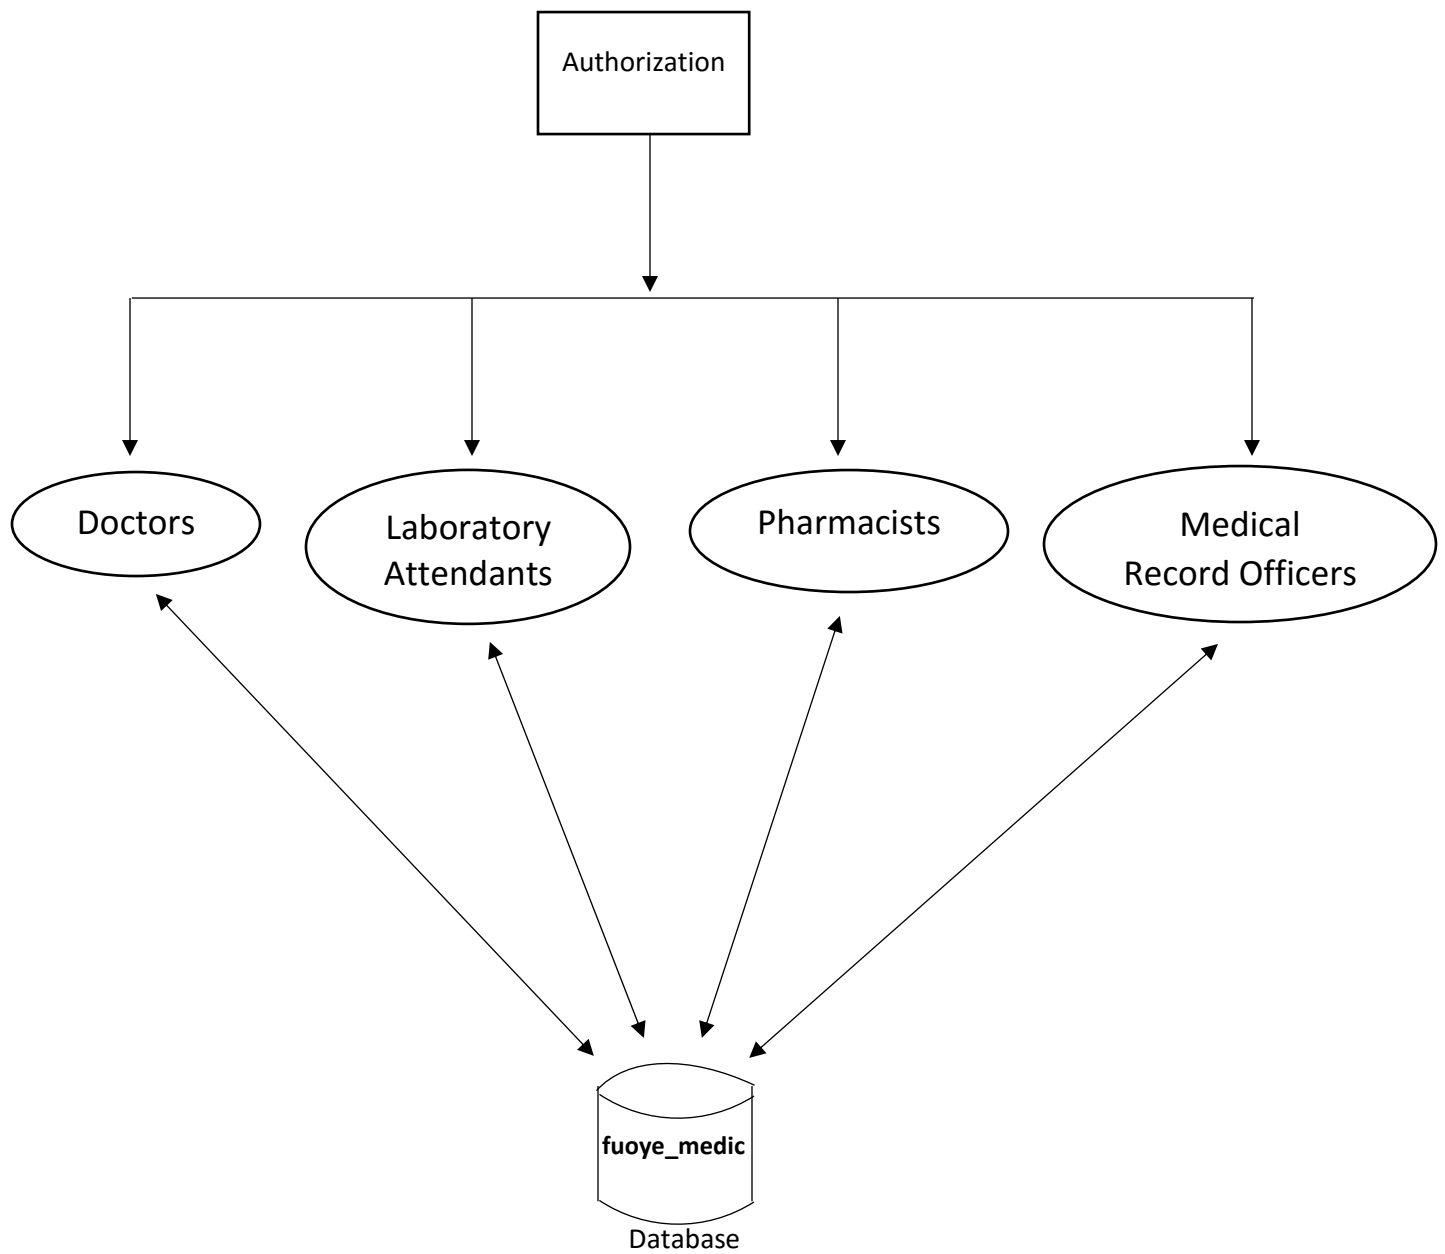 Authorization
Doctors
Laboratory
Attendants
Pharmacists
Medical
Record Officers
fuoye_medic
Database